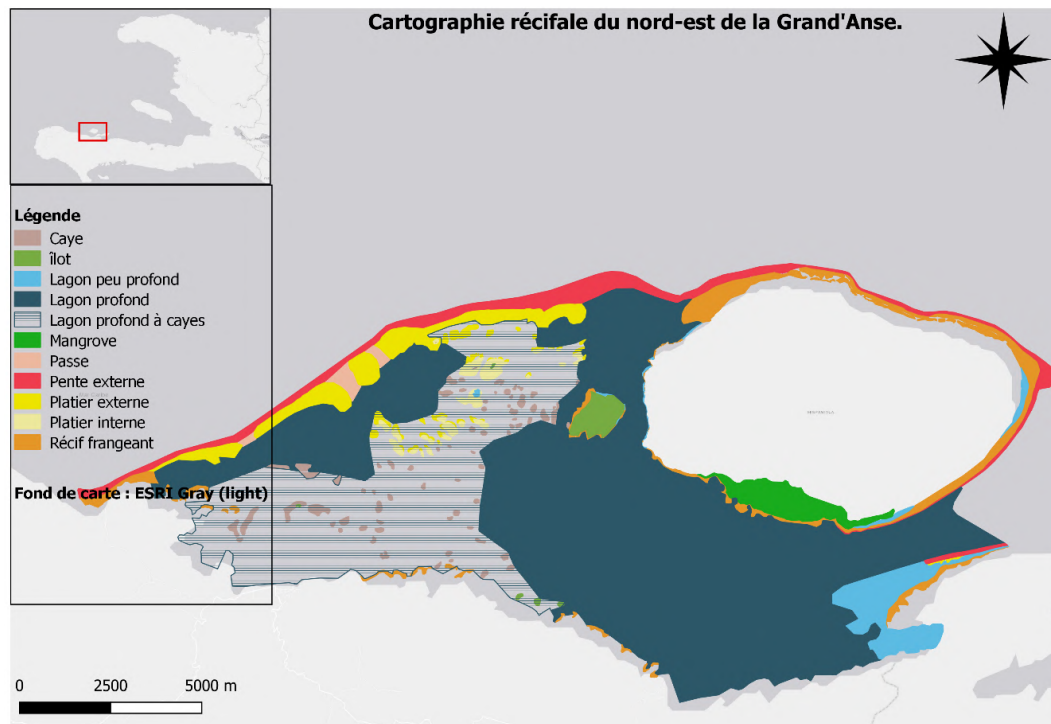 Cartographie récifale du nord-est de la Grand'Anse.
Légende
Caye
îlot
Lagon peu profond
Lagon profond
Lagon profond à cayes
Mangrove
Passe
Pente externe
Platier externe
Platier interne
Récif frangeant
Fond de carte : ESRI Gray (light)
0 2500 5000 m